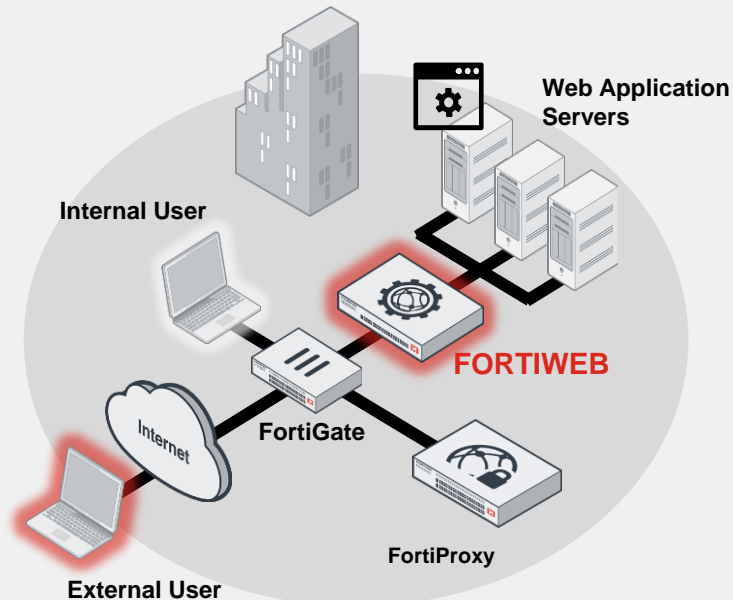 Web Application
Servers
Internal User
FORTIWEB
FortiGate
Internet
FortiProxy
External User